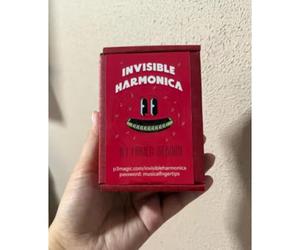 INVISIBLE
HARMONICA
p3magic.com/invisibleharmonica
password: musicalfingertips